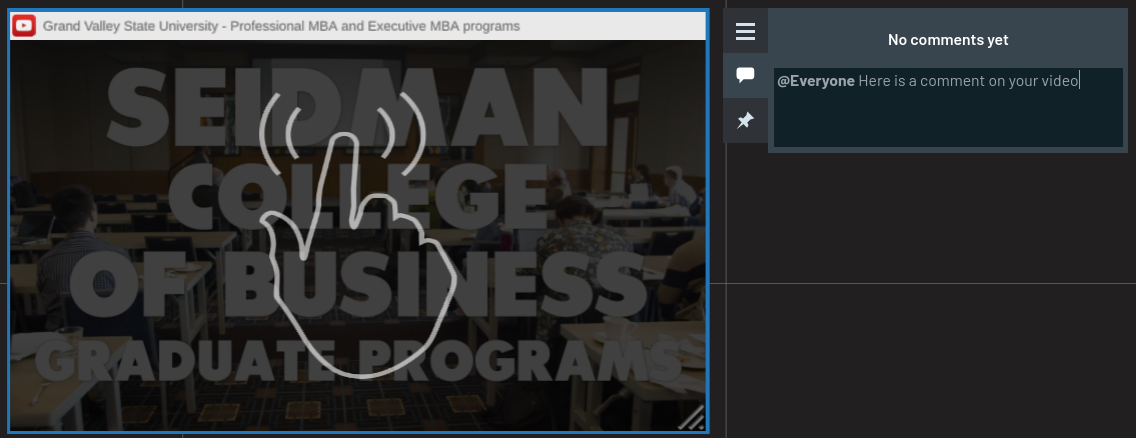 Grand Valley State University - Professional MBA and Executive MBA programs
SEIDMAN
COLLEGE
OF BUSINESS
GRADUATE PROGRAMS
No comments yet
@Everyone Here is a comment on your video